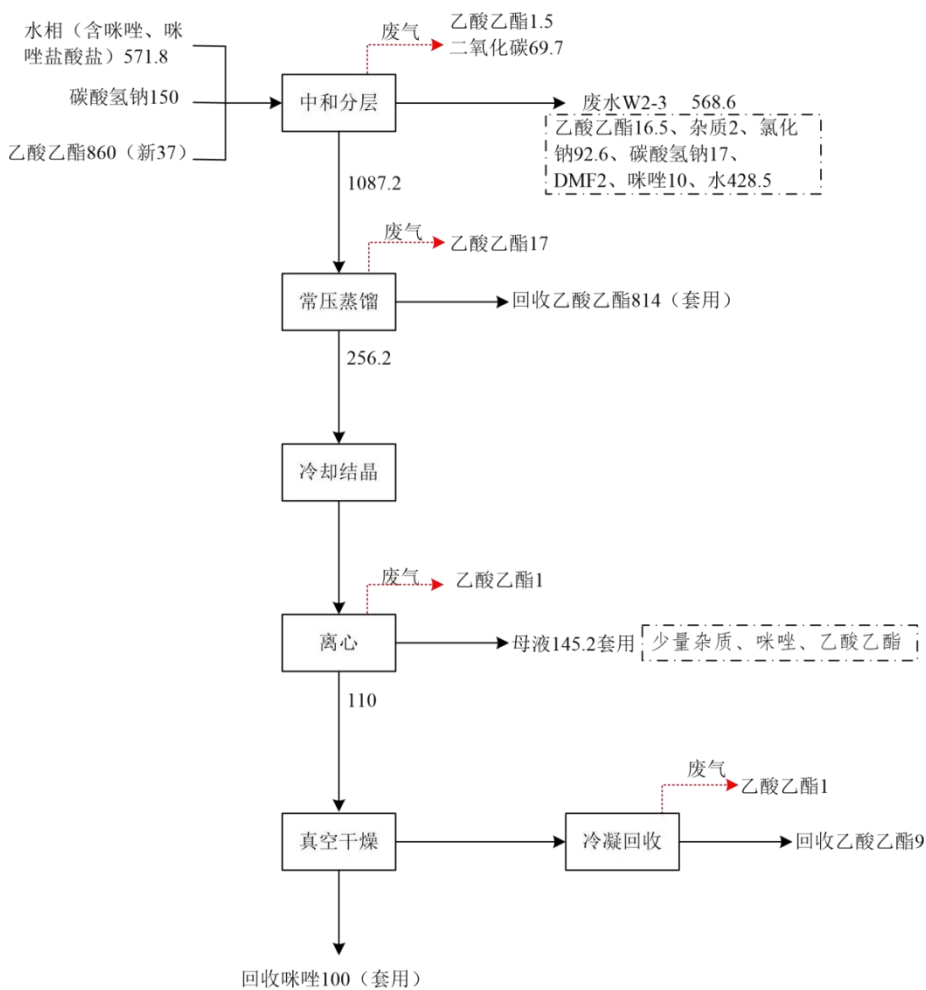 水相（含咪唑、咪
唑盐酸盐）571.8
碳酸氢钠150
乙酸乙酯860（新37）
中和分层
废气
乙酸乙酯1.5
二氧化碳69.7
废水W2-3 568.6
乙酸乙酯16.5、杂质2、氯化
钠92.6、碳酸氢钠17、
DMF2、咪唑10、水428.5
1087.2
废气
乙酸乙酯17
常压蒸馏
回收乙酸乙酯814（套用）
256.2
冷却结晶
废气
乙酸乙酯1
离心
母液145.2套用
少量杂质、咪唑、乙酸乙酯
110
废气
乙酸乙酯1
真空干燥
冷凝回收
回收乙酸乙酯9
回收咪唑100（套用）